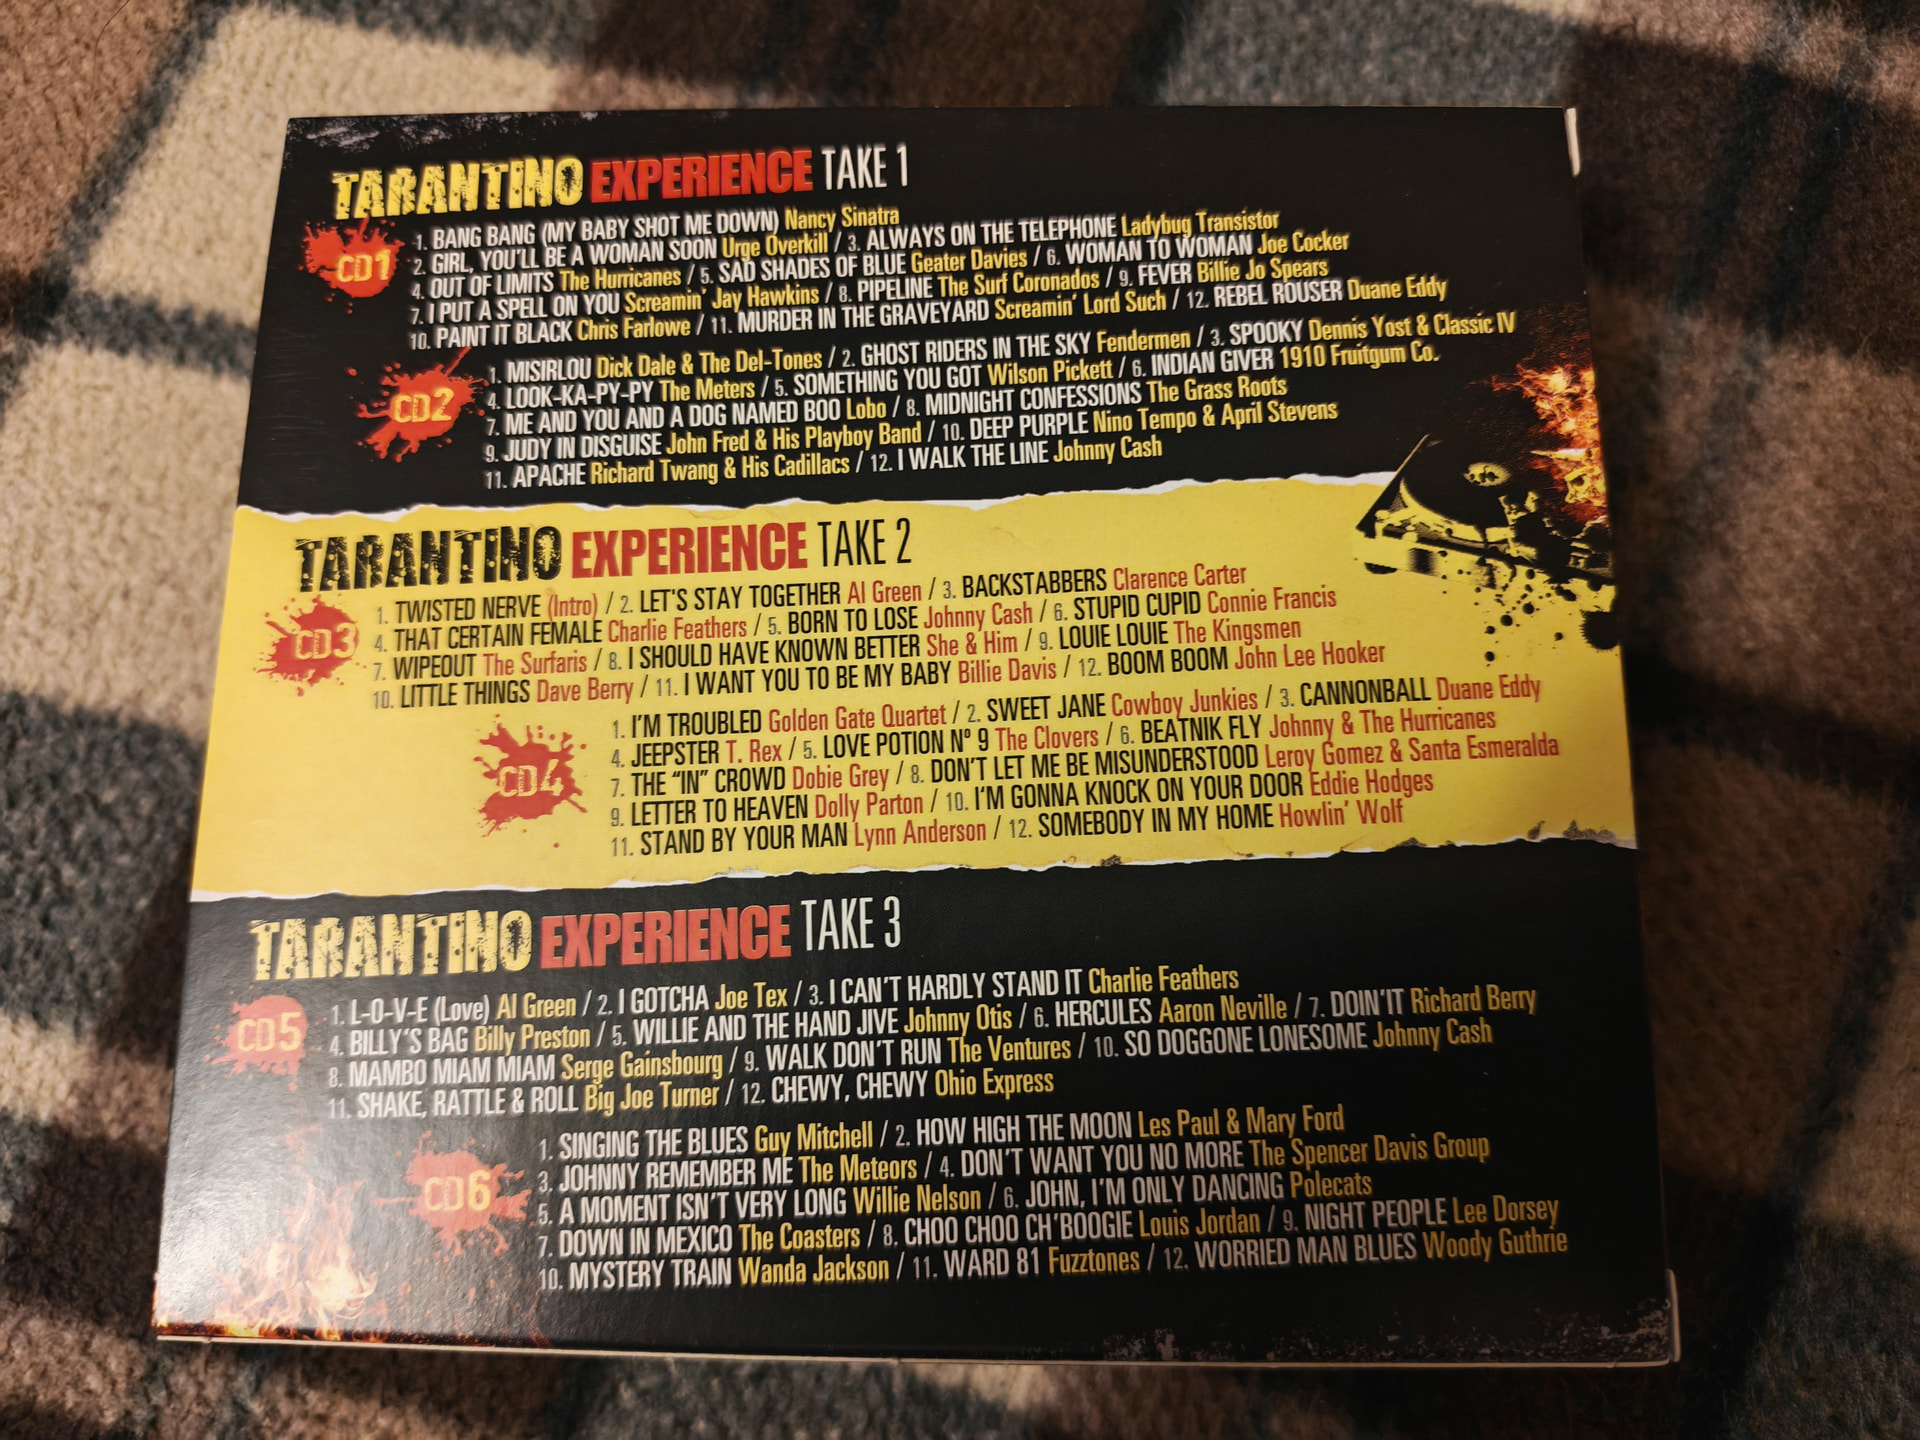 TARANTINO EXPERIENCE TAKE 1
CD1
1. BANG BANG (MY BABY SHOT ME DOWN) Nancy Sinatra
2. GIRL, YOU'LL BE A WOMAN SOON Urge Overkill / 3. ALWAYS ON THE TELEPHONE Ladybug Transistor
4. OUT OF LIMITS The Hurricanes / 5. SAD SHADES OF BLUE Geater Davies / 6. WOMAN TO WOMAN Joe Cocker
7. I PUT A SPELL ON YOU Screamin' Jay Hawkins / 8. PIPELINE The Surf Coronados / 9. FEVER Billie Jo Spears
10. PAINT IT BLACK Chris Farlowe / 11. MURDER IN THE GRAVEYARD Screamin' Lord Such / 12. REBEL ROUSER Duane Eddy
CD2
1. MISIRLOU Dick Dale & The Del-Tones / 2. GHOST RIDERS IN THE SKY Fendermen / 3. SPOOKY Dennis Yost & Classic IV
4. LOOK-KA-PY-PY The Meters / 5. SOMETHING YOU GOT Wilson Pickett / 6. INDIAN GIVER 1910 Fruitgum Co.
7. ME AND YOU AND A DOG NAMED BOO Lobo / 8. MIDNIGHT CONFESSIONS The Grass Roots
9. JUDY IN DISGUISE John Fred & His Playboy Band / 10. DEEP PURPLE Nino Tempo & April Stevens
11. APACHE Richard Twang & His Cadillacs / 12. I WALK THE LINE Johnny Cash
TARANTINO EXPERIENCE TAKE 2
CD3
1. TWISTED NERVE (Intro) / 2. LET'S STAY TOGETHER Al Green / 3. BACKSTABBERS Clarence Carter
4. THAT CERTAIN FEMALE Charlie Feathers / 5. BORN TO LOSE Johnny Cash / 6. STUPID CUPID Connie Francis
7. WIPEOUT The Surfaris / 8. I SHOULD HAVE KNOWN BETTER She & Him / 9. LOUIE LOUIE The Kingsmen
10. LITTLE THINGS Dave Berry / 11. I WANT YOU TO BE MY BABY Billie Davis / 12. BOOM BOOM John Lee Hooker
CD4
1. I'M TROUBLED Golden Gate Quartet / 2. SWEET JANE Cowboy Junkies / 3. CANNONBALL Duane Eddy
4. JEEPSTER T. Rex / 5. LOVE POTION Nº 9 The Clovers / 6. BEATNIK FLY Johnny & The Hurricanes
7. THE "IN" CROWD Dobie Grey / 8. DON'T LET ME BE MISUNDERSTOOD Leroy Gomez & Santa Esmeralda
9. LETTER TO HEAVEN Dolly Parton / 10. I'M GONNA KNOCK ON YOUR DOOR Eddie Hodges
11. STAND BY YOUR MAN Lynn Anderson / 12. SOMEBODY IN MY HOME Howlin' Wolf
TARANTINO EXPERIENCE TAKE 3
CD5
1. L-O-V-E (Love) Al Green / 2. I GOTCHA Joe Tex / 3. I CAN'T HARDLY STAND IT Charlie Feathers
4. BILLY'S BAG Billy Preston / 5. WILLIE AND THE HAND JIVE Johnny Otis / 6. HERCULES Aaron Neville / 7. DOIN'IT Richard Berry
8. MAMBO MIAM MIAM Serge Gainsbourg / 9. WALK DON'T RUN The Ventures / 10. SO DOGGONE LONESOME Johnny Cash
11. SHAKE, RATTLE & ROLL Big Joe Turner / 12. CHEWY, CHEWY Ohio Express
CD6
1. SINGING THE BLUES Guy Mitchell / 2. HOW HIGH THE MOON Les Paul & Mary Ford
3. JOHNNY REMEMBER ME The Meteors / 4. DON'T WANT YOU NO MORE The Spencer Davis Group
5. A MOMENT ISN'T VERY LONG Willie Nelson / 6. JOHN, I'M ONLY DANCING Polecats
7. DOWN IN MEXICO The Coasters / 8. CHOO CHOO CH'BOOGIE Louis Jordan / 9. NIGHT PEOPLE Lee Dorsey
10. MYSTERY TRAIN Wanda Jackson / 11. WARD 81 Fuzztones / 12. WORRIED MAN BLUES Woody Guthrie